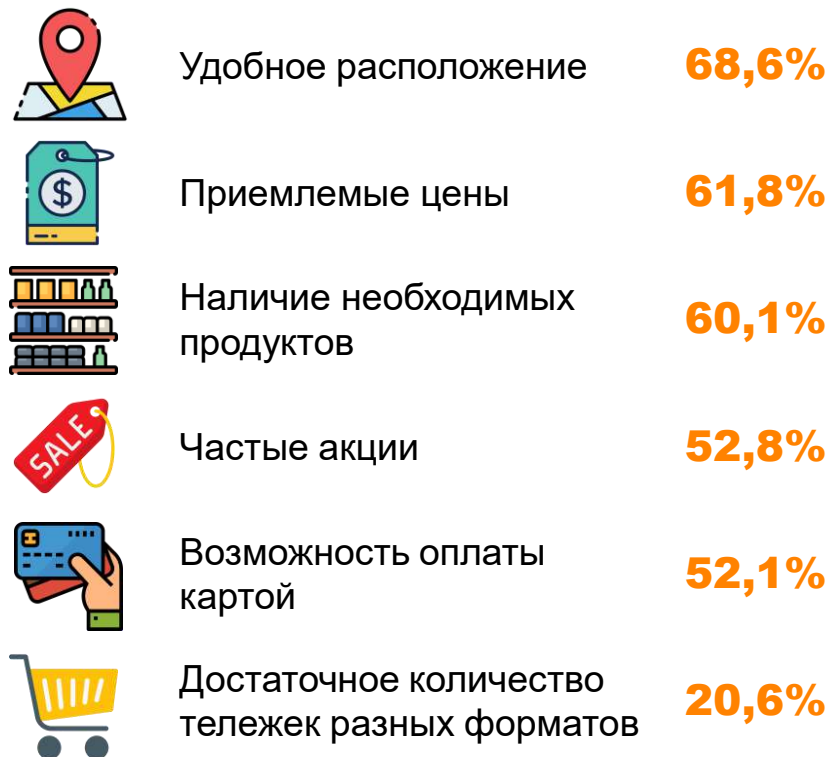 Удобное расположение 68,6%
$
Приемлемые цены 61,8%
Наличие необходимых
продуктов 60,1%
SALE
Частые акции 52,8%
Возможность оплаты
картой 52,1%
Достаточное количество
тележек разных форматов 20,6%